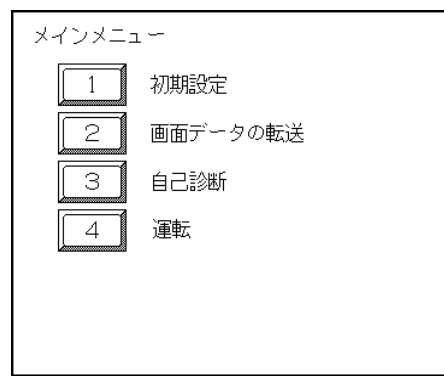 メインメニュー
1 初期設定
2 画面データの転送
3 自己診断
4 運転